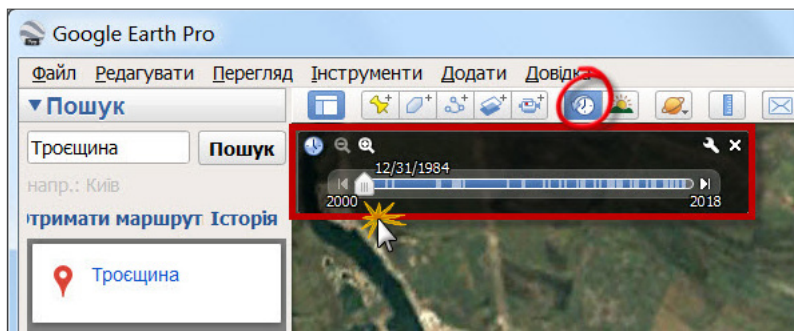 Google Earth Pro
Файл Редагувати Перегляд Інструменти Додати Довідка
Пошук
Троєщина Пошук
напр.: Київ
тримати маршрут Історія
Троєщина
12/31/1984
2000 2018